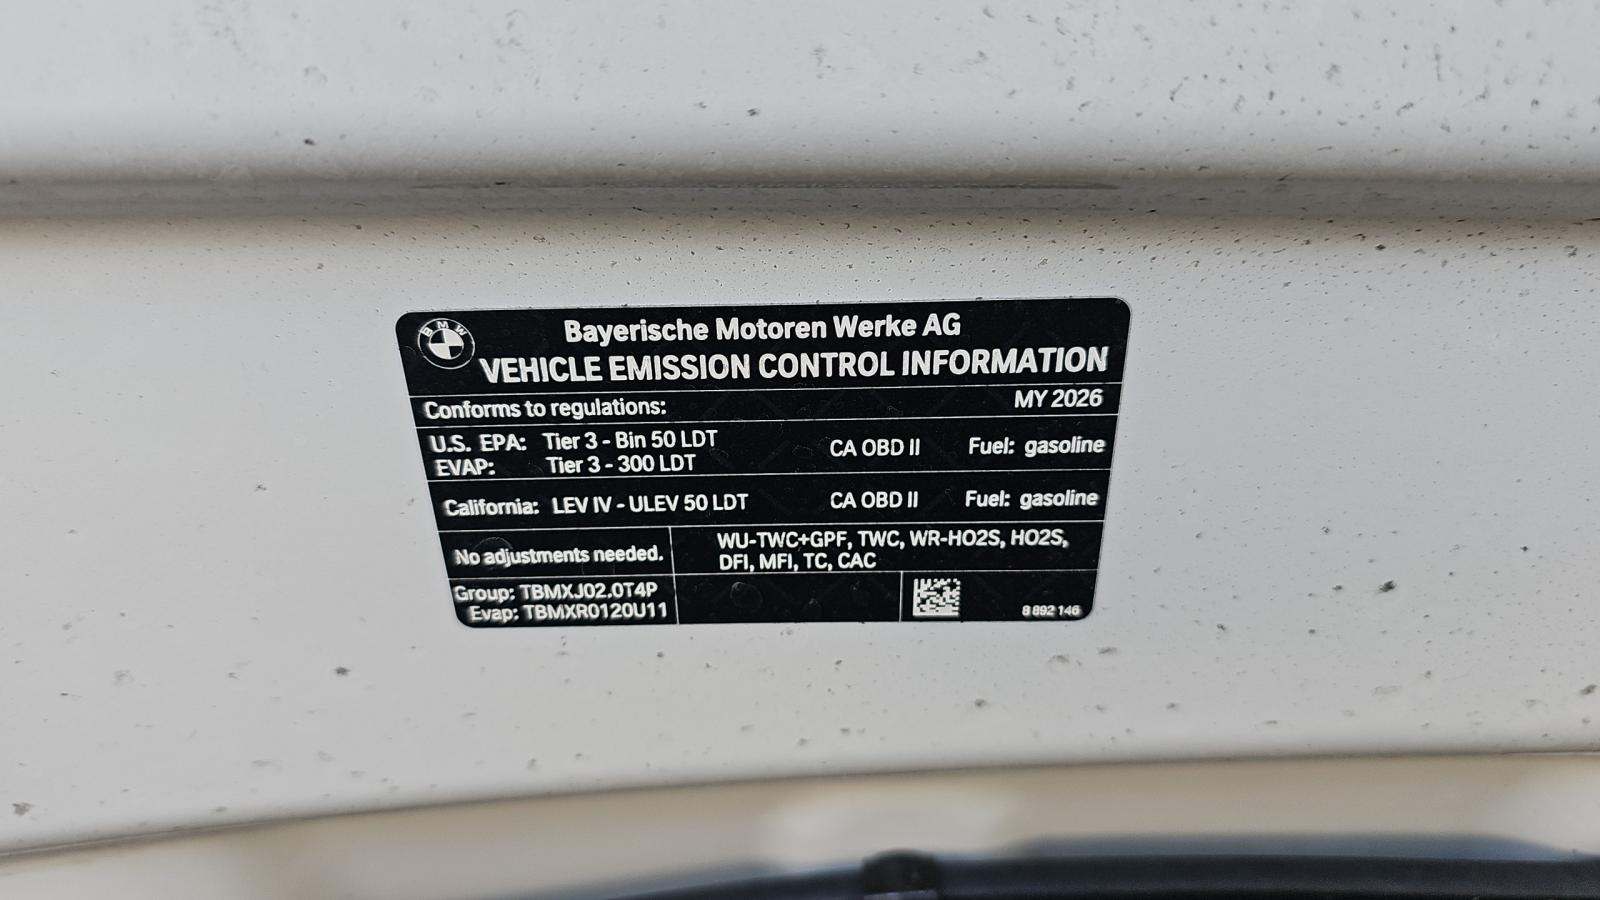 BMW
Bayerische Motoren Werke AG
VEHICLE EMISSION CONTROL INFORMATION
Conforms to regulations: MY 2026
U.S. EPA: Tier 3 - Bin 50 LDT CA OBD II Fuel: gasoline
EVAP: Tier 3 - 300 LDT
California: LEV IV - ULEV 50 LDT CA OBD II Fuel: gasoline
No adjustments needed.
WU-TWC+GPF, TWC, WR-HO2S, HO2S,
DFI, MFI, TC, CAC
Group: TBMXJ02.0T4P
Evap: TBMXR0120U11
8 892 146